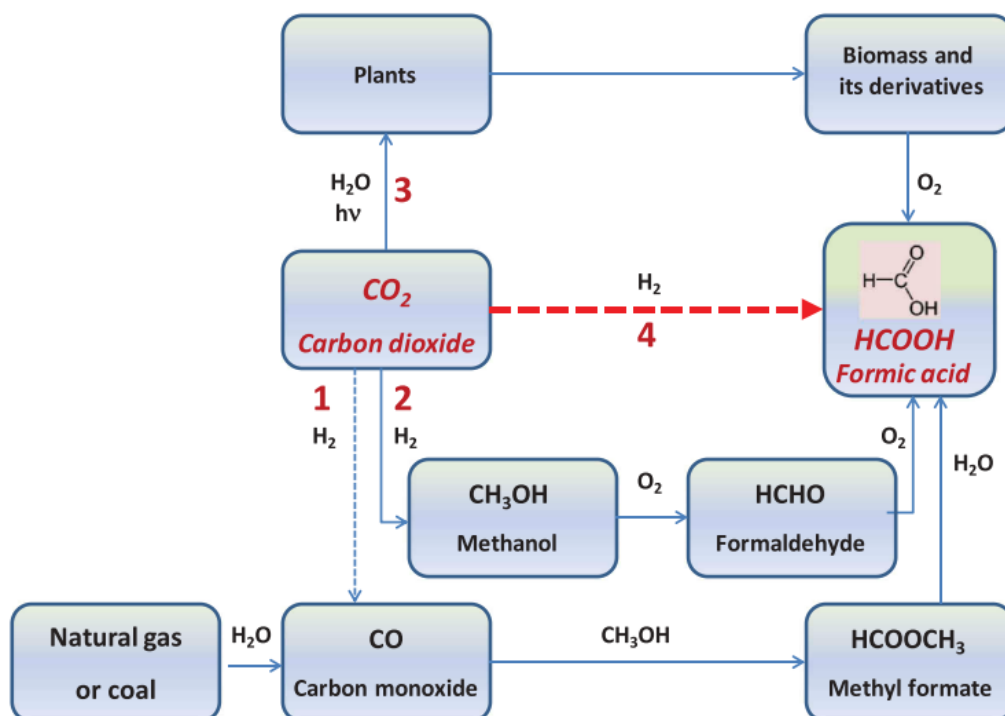 Plants
Biomass and
its derivatives
H₂O
hν
3
O₂
CO₂
Carbon dioxide
H₂
4
H
C
O
OH
HCOOH
Formic acid
1
H₂
2
H₂
CH₃OH
Methanol
O₂
HCHO
Formaldehyde
O₂
H₂O
Natural gas
or coal
H₂O
CO
Carbon monoxide
CH₃OH
HCOOCH₃
Methyl formate